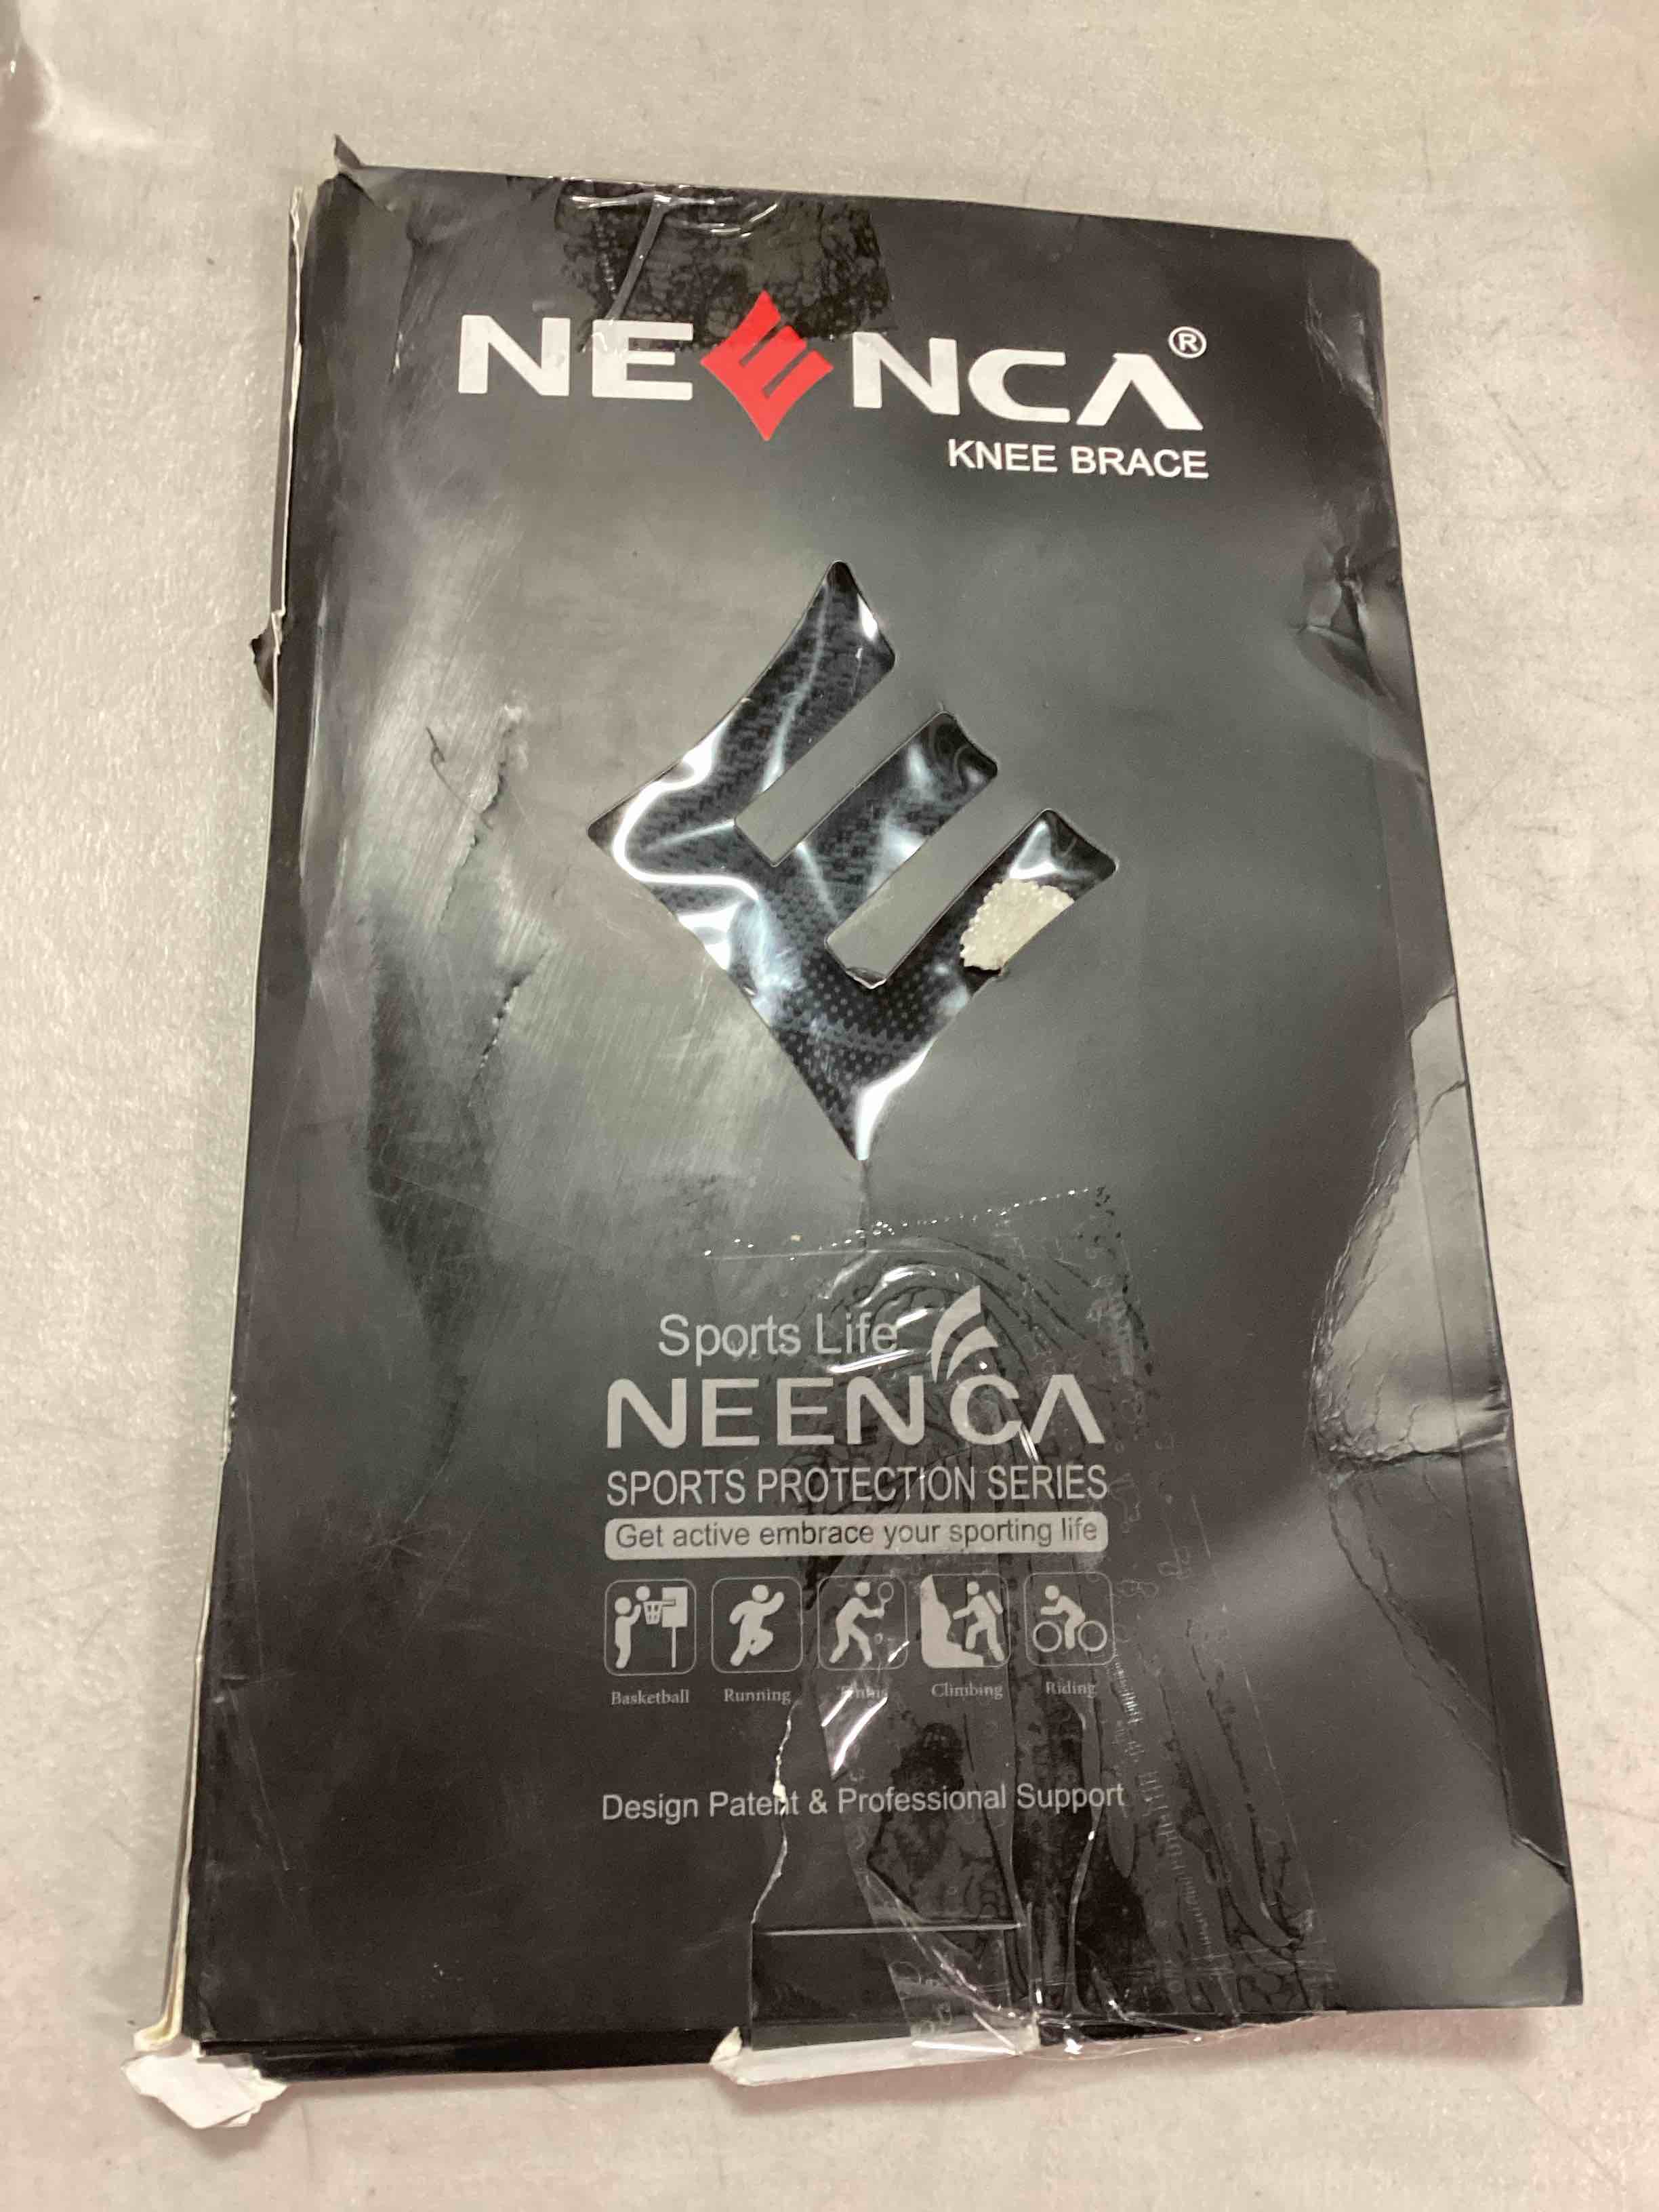 NEENCA®
KNEE BRACE
Sports Life
NEENCA
SPORTS PROTECTION SERIES
Get active embrace your sporting life
Basketball Running Tennis Climbing Riding
Design Patent & Professional Support